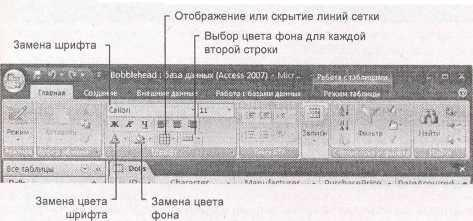 Отображение или скрытие линий сетки
Выбор цвета фона для каждой
второй строки
Замена шрифта
Bobblehead : база данных (Access 2007) - Micr...
Работа с таблицами
Главная
Создание
Внешние данные
Работа с базами данных
Режим таблицы
Calibri
11
Режим
Вставить
Ж К Ч
Записи
Фильтр
Найти
Все таблицы
Dolls
Character
Manufacturer
PurchasePrice
DateAcquired
Замена цвета
шрифта
Замена цвета
фона